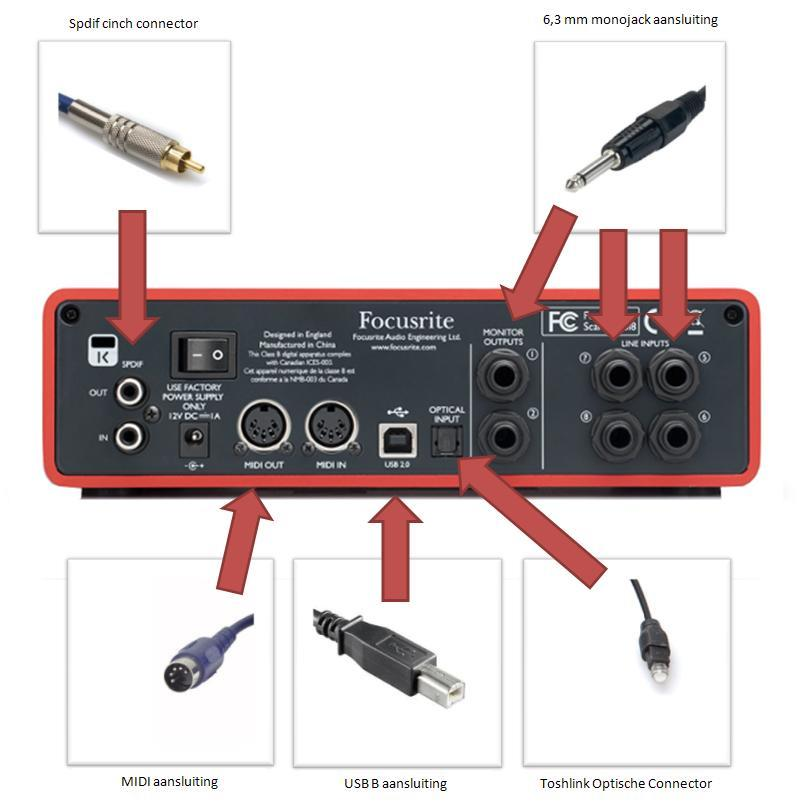 Spdif cinch connector
6,3 mm monojack aansluiting
K
SPDIF
OUT
IN
USE FACTORY
POWER SUPPLY
ONLY
12V DC 1A
Designed in England
Manufactured in China
This Class B digital apparatus complies
with Canadian ICES-003.
Cet appareil numerique de la classe B est
conforme a la NMB-003 du Canada
MIDI OUT
MIDI IN
Focusrite
Focusrite Audio Engineering Ltd.
www.focusrite.com
USB 2.0
OPTICAL
INPUT
MONITOR
OUTPUTS
1
2
FC
LINE INPUTS
7
5
8
6
MIDI aansluiting
USB B aansluiting
Toshlink Optische Connector